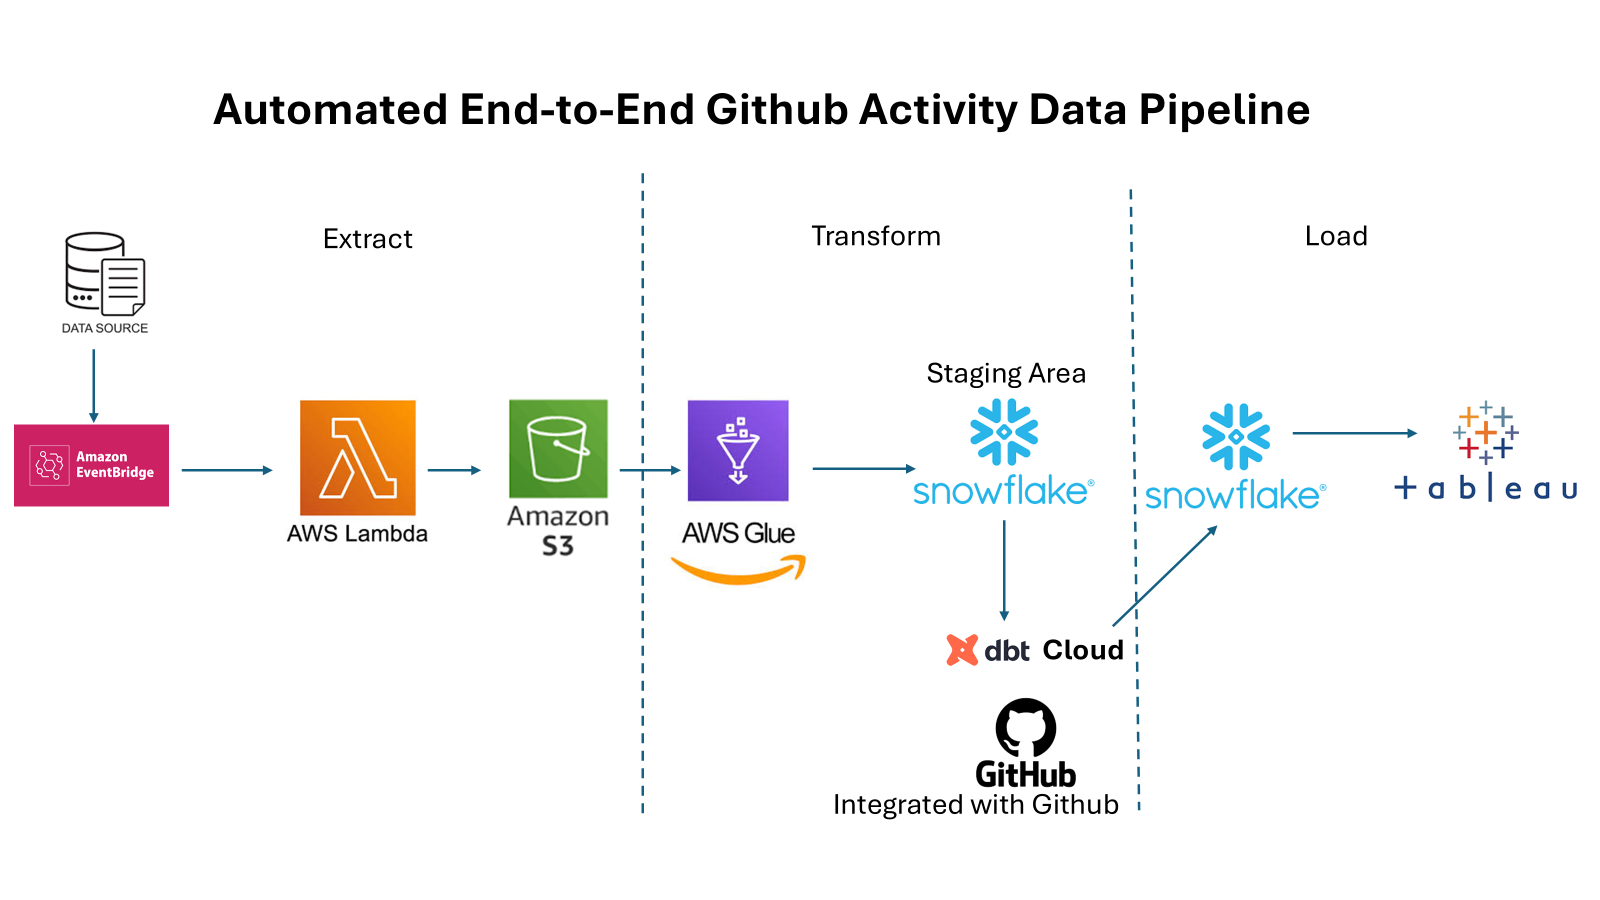 Automated End-to-End Github Activity Data Pipeline
Extract
Transform
Load
DATA SOURCE
Amazon
EventBridge
AWS Lambda
Amazon
S3
AWS Glue
Staging Area
snowflake®
snowflake®
+ableau
dbt Cloud
GitHub
Integrated with Github